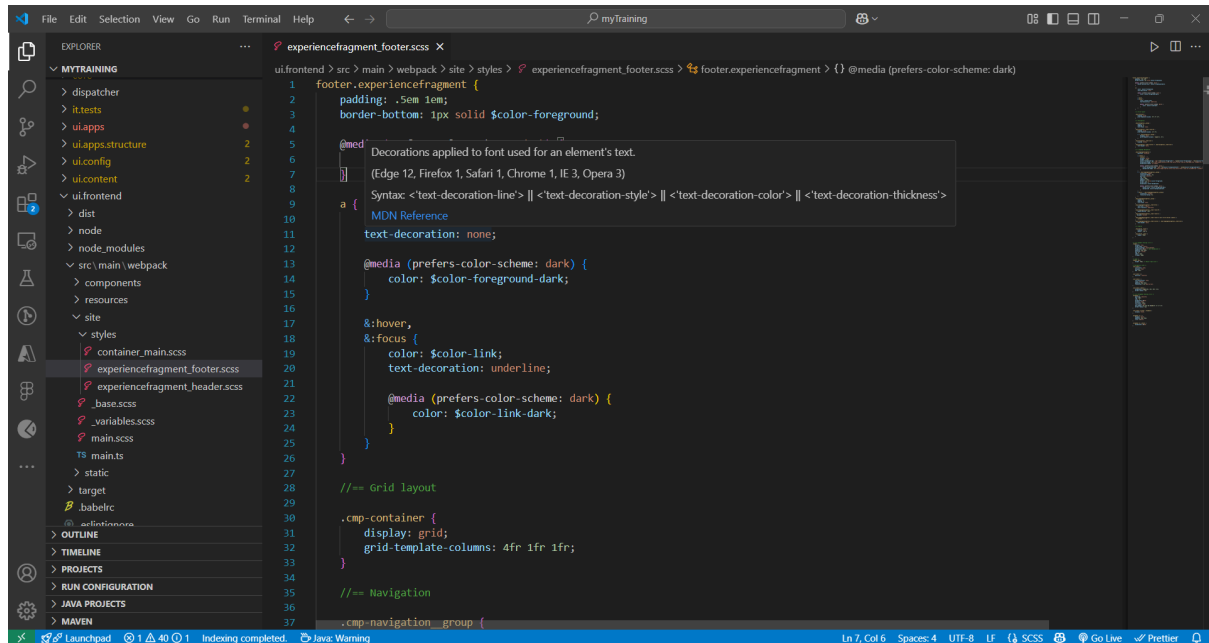 File Edit Selection View Go Run Terminal Help
myTraining
EXPLORER
MYTRAINING
dispatcher
it.tests
ui.apps
ui.apps.structure 2
ui.config 2
ui.content 2
ui.frontend
dist
node
node_modules
src\main\webpack
components
resources
site
styles
container_main.scss
experiencefragment_footer.scss
experiencefragment_header.scss
_base.scss
_variables.scss
main.scss
TS main.ts
static
target
.babelrc
.eslintignore
OUTLINE
TIMELINE
PROJECTS
RUN CONFIGURATION
JAVA PROJECTS
MAVEN
2
experiencefragment_footer.scss
ui.frontend > src > main > webpack > site > styles > experiencefragment_footer.scss > footer.experiencefragment > {} @media (prefers-color-scheme: dark)
1 footer.experiencefragment {
2 padding: .5em 1em;
3 border-bottom: 1px solid $color-foreground;
4
5 @med
6
7 }
8
9 a {
10
Decorations applied to font used for an element's text.
(Edge 12, Firefox 1, Safari 1, Chrome 1, IE 3, Opera 3)
Syntax: <'text-decoration-line'> || <'text-decoration-style'> || <'text-decoration-color'> || <'text-decoration-thickness'>
MDN Reference
11 text-decoration: none;
12
13 @media (prefers-color-scheme: dark) {
14 color: $color-foreground-dark;
15 }
16
17 &:hover,
18 &:focus {
19 color: $color-link;
20 text-decoration: underline;
21
22 @media (prefers-color-scheme: dark) {
23 color: $color-link-dark;
24 }
25 }
26 }
27
28 //== Grid layout
29
30 .cmp-container {
31 display: grid;
32 grid-template-columns: 4fr 1fr 1fr;
33 }
34
35 //== Navigation
36
37 .cmp-navigation__group {
Launchpad 1 40 1 Indexing completed. Java: Warning
Ln 7, Col 6 Spaces: 4 UTF-8 LF SCSS Go Live Prettier